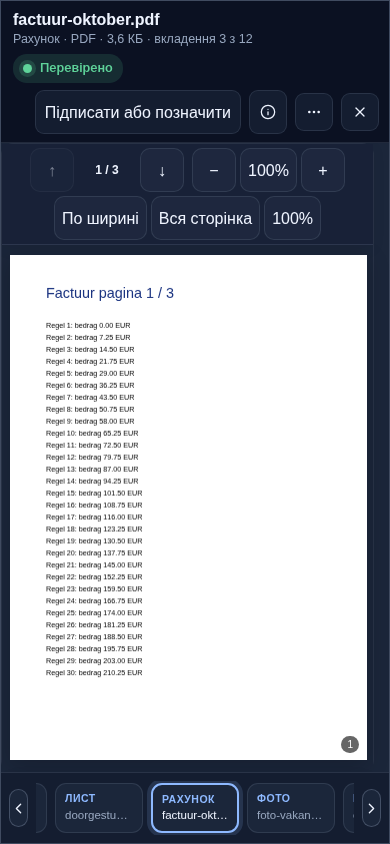 factuur-oktober.pdf
Рахунок · PDF · 3,6 КБ · вкладення 3 з 12
Перевірено
Підписати або позначити
1 / 3
100%
По ширині
Вся сторінка
100%
Factuur pagina 1 / 3
Regel 1: bedrag 0.00 EUR
Regel 2: bedrag 7.25 EUR
Regel 3: bedrag 14.50 EUR
Regel 4: bedrag 21.75 EUR
Regel 5: bedrag 29.00 EUR
Regel 6: bedrag 36.25 EUR
Regel 7: bedrag 43.50 EUR
Regel 8: bedrag 50.75 EUR
Regel 9: bedrag 58.00 EUR
Regel 10: bedrag 65.25 EUR
Regel 11: bedrag 72.50 EUR
Regel 12: bedrag 79.75 EUR
Regel 13: bedrag 87.00 EUR
Regel 14: bedrag 94.25 EUR
Regel 15: bedrag 101.50 EUR
Regel 16: bedrag 108.75 EUR
Regel 17: bedrag 116.00 EUR
Regel 18: bedrag 123.25 EUR
Regel 19: bedrag 130.50 EUR
Regel 20: bedrag 137.75 EUR
Regel 21: bedrag 145.00 EUR
Regel 22: bedrag 152.25 EUR
Regel 23: bedrag 159.50 EUR
Regel 24: bedrag 166.75 EUR
Regel 25: bedrag 174.00 EUR
Regel 26: bedrag 181.25 EUR
Regel 27: bedrag 188.50 EUR
Regel 28: bedrag 195.75 EUR
Regel 29: bedrag 203.00 EUR
Regel 30: bedrag 210.25 EUR
1
ЛИСТ
doorgestu…
РАХУНОК
factuur-okt…
ФОТО
foto-vakan…